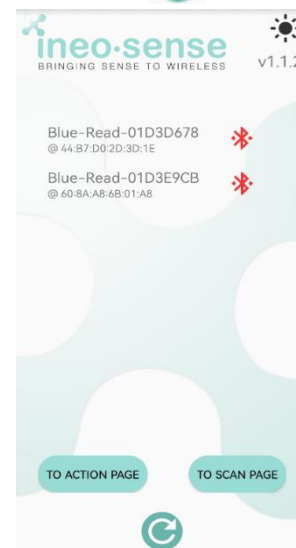 ineo-sense
BRINGING SENSE TO WIRELESS
v1.1.2
Blue-Read-01D3D678
@ 44:B7:D0:2D:3D:1E
Blue-Read-01D3E9CB
@ 60:8A:A8:6B:01:A8
TO ACTION PAGE
TO SCAN PAGE